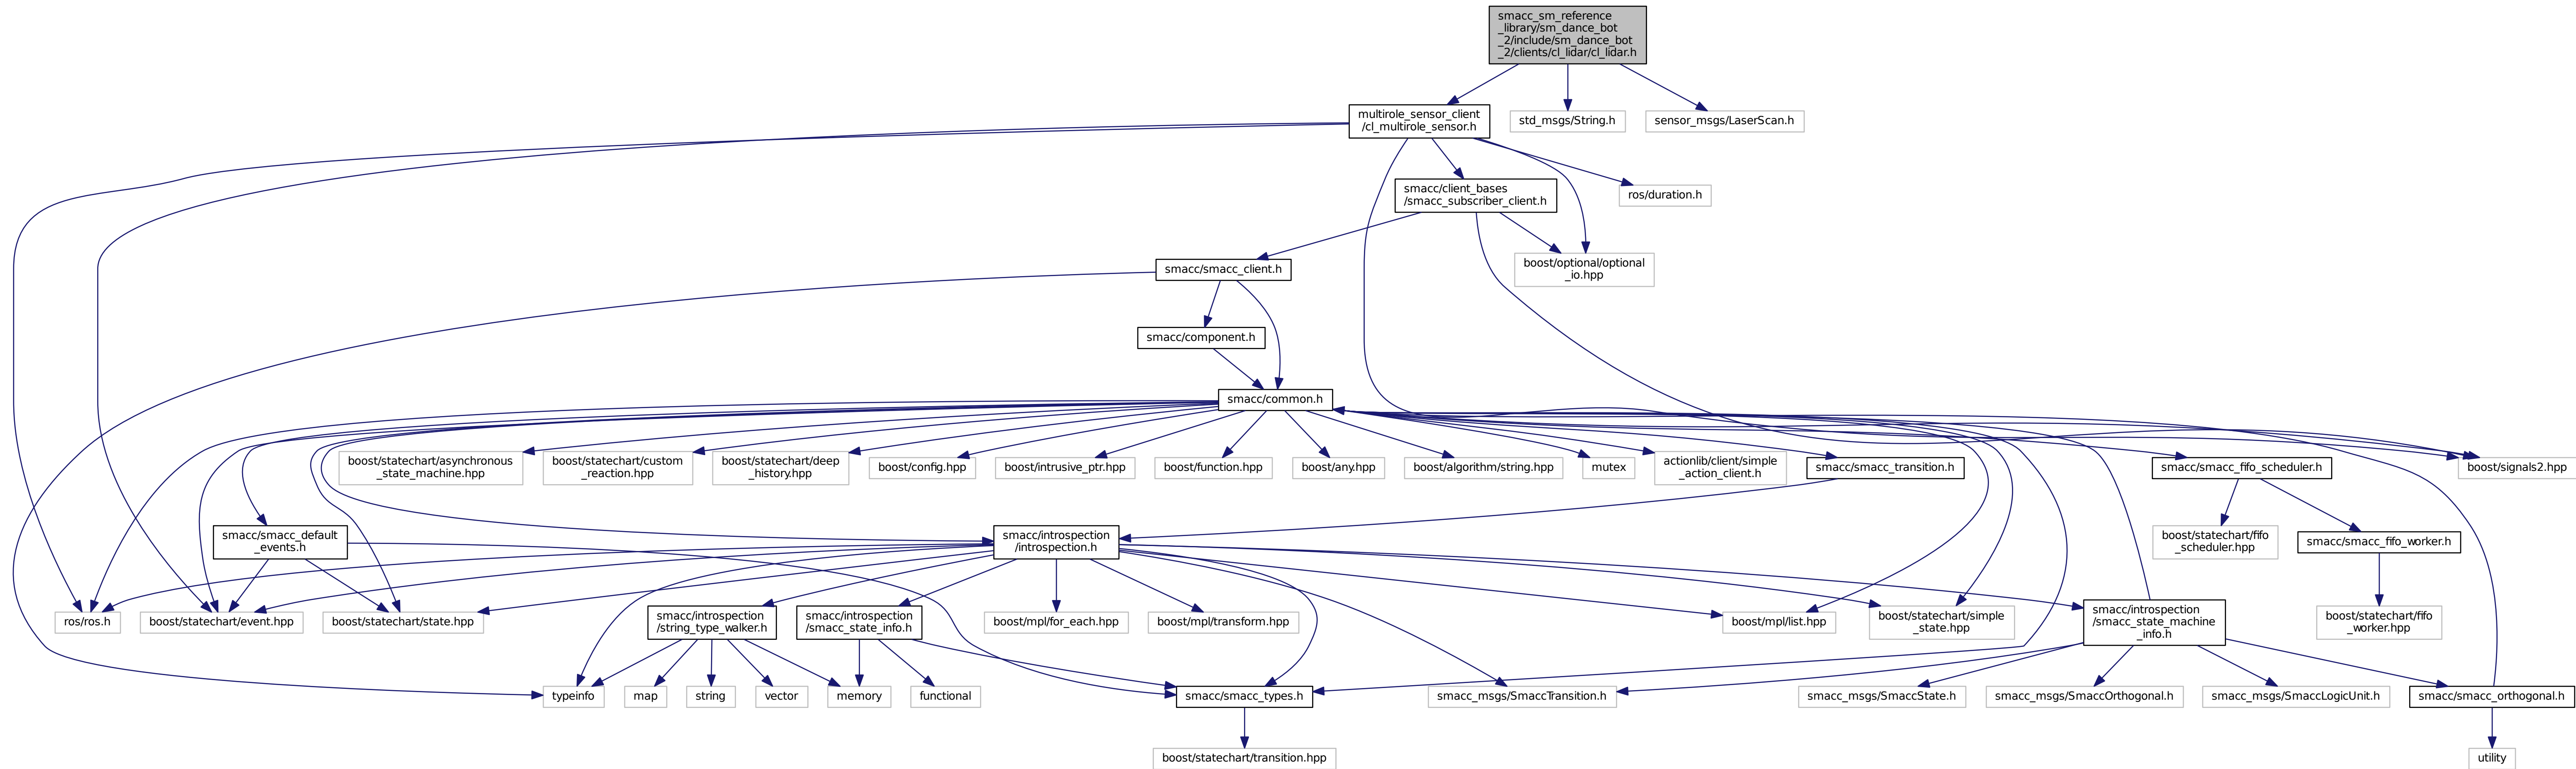 smacc_sm_reference
_library/sm_dance_bot
_2/include/sm_dance_bot
_2/clients/cl_lidar/cl_lidar.h
multirole_sensor_client
/cl_multirole_sensor.h
std_msgs/String.h
sensor_msgs/LaserScan.h
smacc/client_bases
/smacc_subscriber_client.h
ros/duration.h
smacc/smacc_client.h
boost/optional/optional
_io.hpp
smacc/component.h
smacc/common.h
boost/statechart/asynchronous
_state_machine.hpp
boost/statechart/custom
_reaction.hpp
boost/statechart/deep
_history.hpp
boost/config.hpp
boost/intrusive_ptr.hpp
boost/function.hpp
boost/any.hpp
boost/algorithm/string.hpp
mutex
actionlib/client/simple
_action_client.h
smacc/smacc_transition.h
smacc/smacc_fifo_scheduler.h
boost/signals2.hpp
smacc/smacc_default
_events.h
smacc/introspection
/introspection.h
boost/statechart/fifo
_scheduler.hpp
smacc/smacc_fifo_worker.h
ros/ros.h
boost/statechart/event.hpp
boost/statechart/state.hpp
smacc/introspection
/string_type_walker.h
smacc/introspection
/smacc_state_info.h
boost/mpl/for_each.hpp
boost/mpl/transform.hpp
boost/mpl/list.hpp
boost/statechart/simple
_state.hpp
smacc/introspection
/smacc_state_machine
_info.h
boost/statechart/fifo
_worker.hpp
typeinfo
map
string
vector
memory
functional
smacc/smacc_types.h
smacc_msgs/SmaccTransition.h
smacc_msgs/SmaccState.h
smacc_msgs/SmaccOrthogonal.h
smacc_msgs/SmaccLogicUnit.h
smacc/smacc_orthogonal.h
boost/statechart/transition.hpp
utility